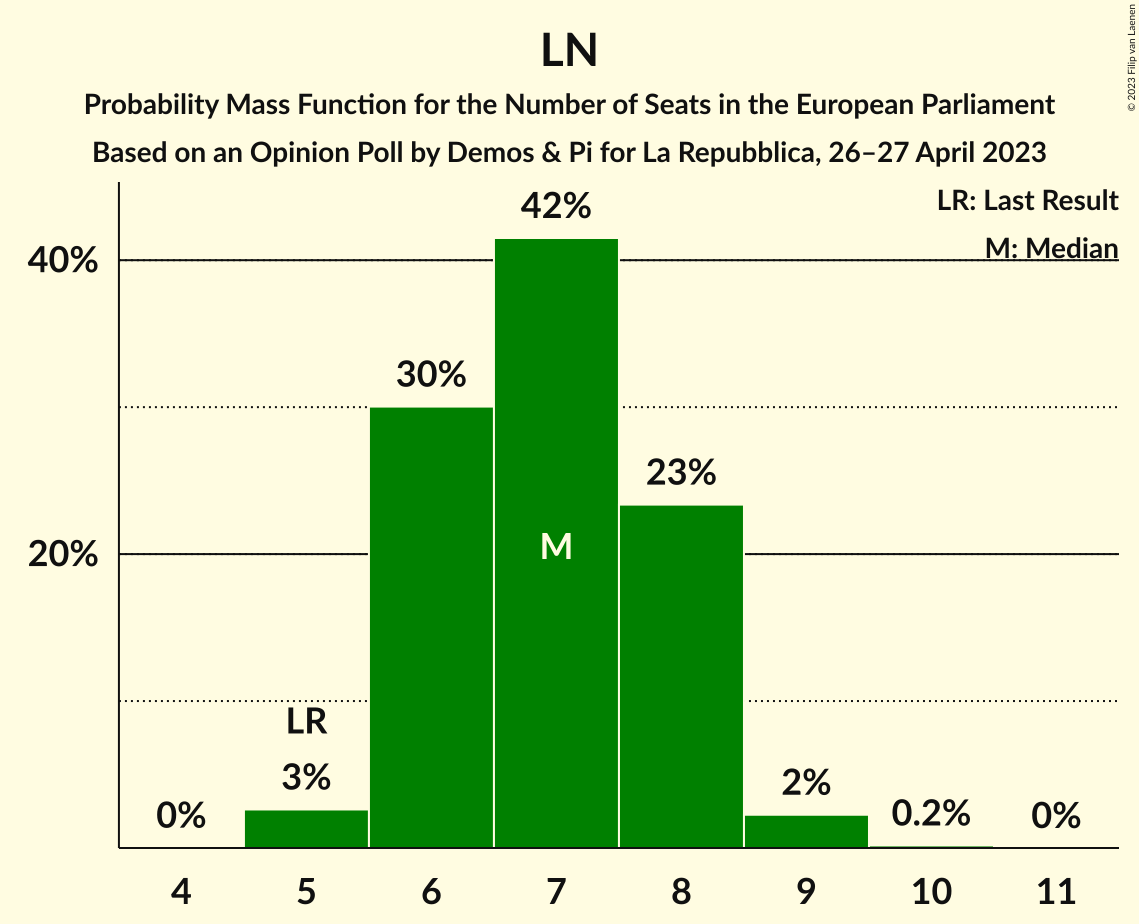 LN
Probability Mass Function for the Number of Seats in the European Parliament
Based on an Opinion Poll by Demos & Pi for La Repubblica, 26–27 April 2023
© 2023 Filip van Laenen
LR: Last Result
M: Median
42%
40%
30%
23%
20%
M
LR
3%
2%
0%
0.2%
0%
4 5 6 7 8 9 10 11